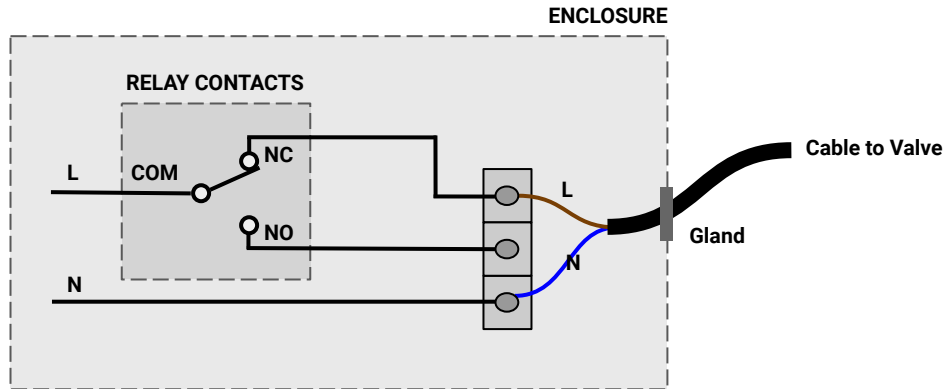 ENCLOSURE
RELAY CONTACTS
NC
L
COM
Cable to Valve
L
NO
Gland
N
N